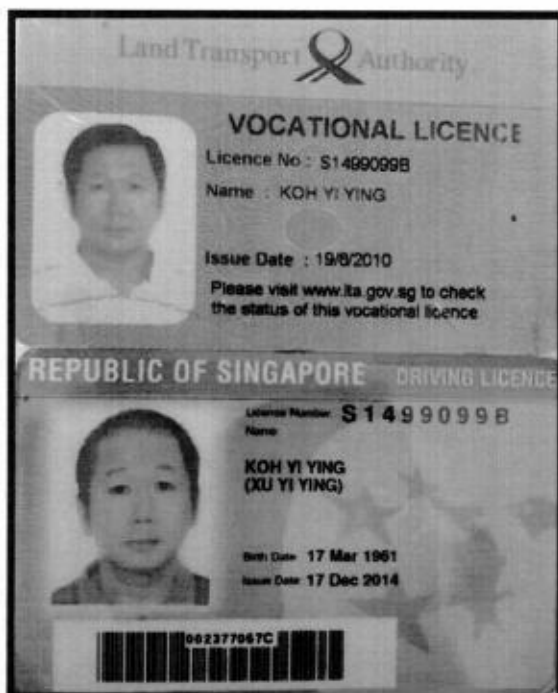 Land Transport Authority
VOCATIONAL LICENCE
Licence No : S1499099B
Name : KOH YI YING
Issue Date : 19/8/2010
Please visit www.lta.gov.sg to check
the status of this vocational licence
REPUBLIC OF SINGAPORE DRIVING LICENCE
License Number S1499099B
Name
KOH YI YING
(XU YI YING)
Birth Date 17 Mar 1961
Issue Date 17 Dec 2014
002377067C